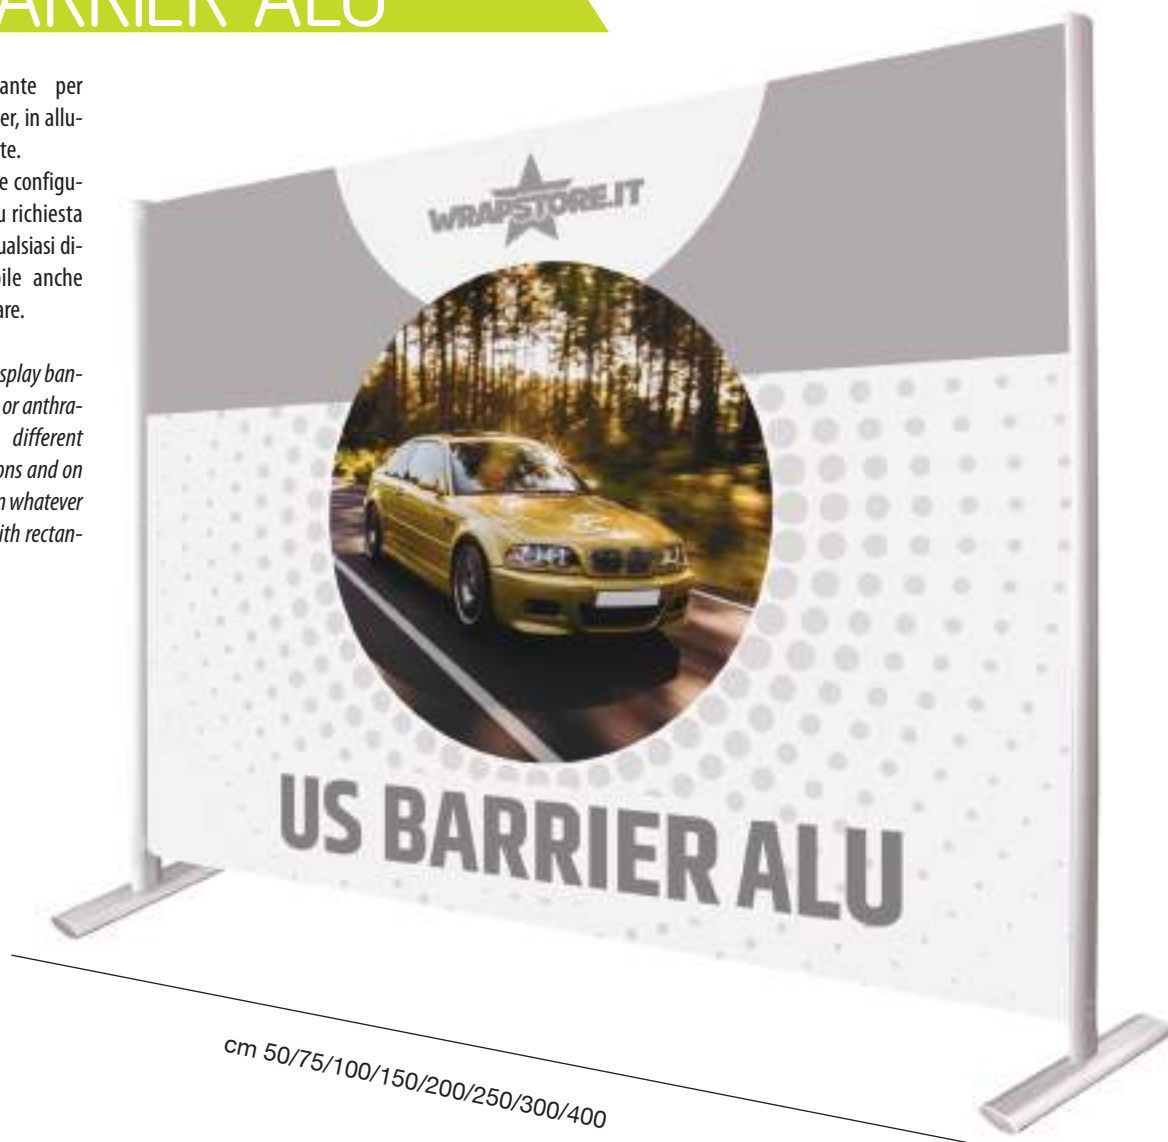 ARRIER ALU
ante per
er, in allu-
te.
e configu-
u richiesta
ualsiasi di-
ile anche
are.
splay ban-
or anthra-
different
ons and on
n whatever
ith rectan-
WRAPSTORE.IT
US BARRIER ALU
cm 50/75/100/150/200/250/300/400